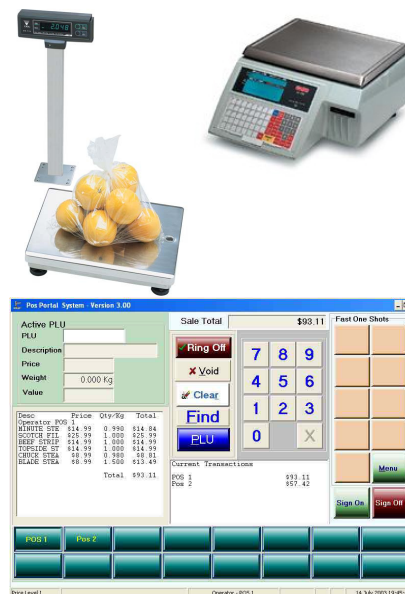 2048
Pos Portal System - Version 3.00
Active PLU
PLU
Description
Price
Weight 0.000 Kg
Value
Sale Total $93.11
Ring Off
Void
Clear
Find
PLU
7 8 9
4 5 6
1 2 3
0 X
Fast One Shots
Menu
Sign On Sign Off
Desc Price Qty/Kg Total
Operator POS 1
MINUTE STE $14.99 0.990 $14.84
SCOTCH FIL $25.99 1.000 $25.99
BEEF STRIP $14.99 1.000 $14.99
TOPSIDE ST $14.99 1.000 $14.99
CHUCK STEA $8.99 0.980 $8.81
BLADE STEA $8.99 1.500 $13.49
Total $93.11
Current Transactions
POS 1 $93.11
Pos 2 $57.42
POS 1 Pos 2
Price Level 1 Operator - POS 1 14 July 2003 19:45